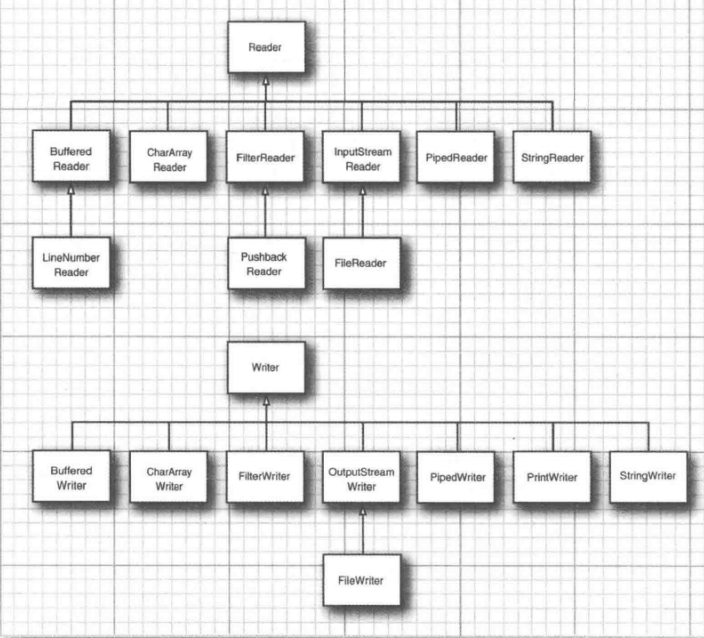 Reader
Buffered
Reader
CharArray
Reader
FilterReader
InputStream
Reader
PipedReader
StringReader
LineNumber
Reader
Pushback
Reader
FileReader
Writer
Buffered
Writer
CharArray
Writer
FilterWriter
OutputStream
Writer
PipedWriter
PrintWriter
StringWriter
FileWriter